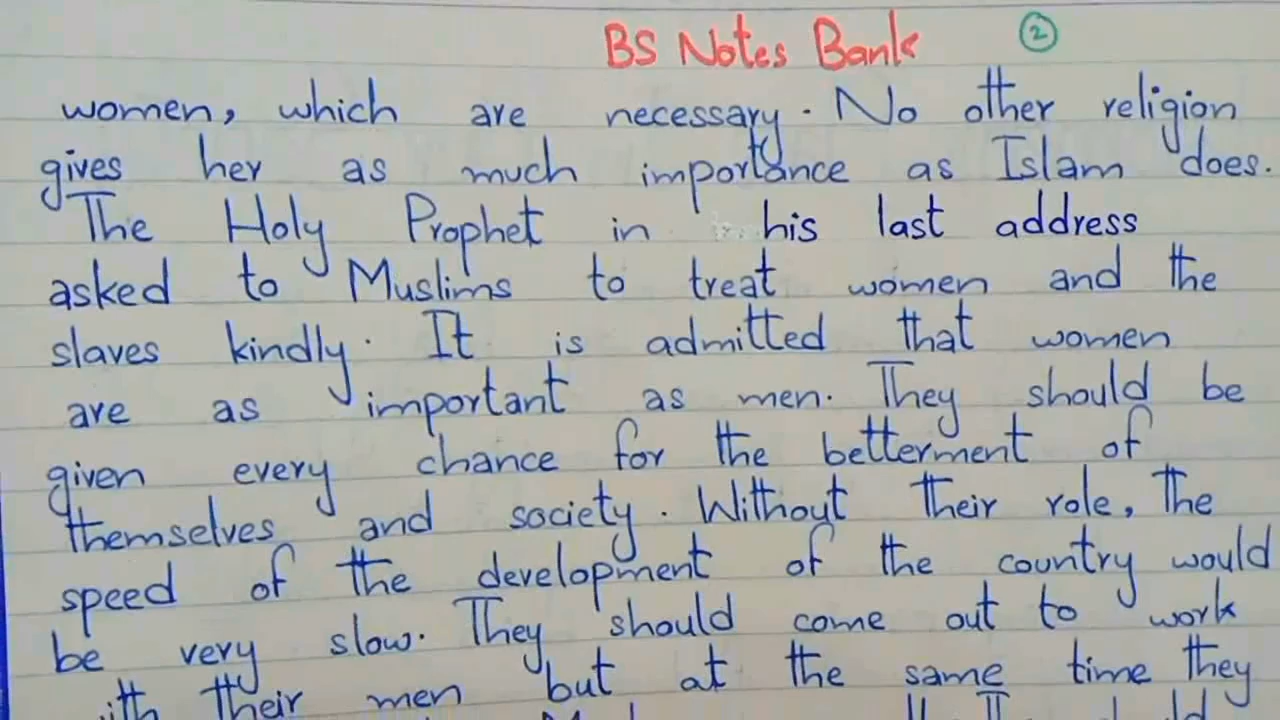 BS Notes Bank 2
women, which are necessary. No other religion
gives her as much importance as Islam does.
The Holy Prophet in his last address
asked to Muslims to treat women and the
slaves kindly. It is admitted that women
are as important as men. They should be
given every chance for the betterment of
themselves and society. Without their role, the
speed of the development of the country would
be very slow. They should come out to work
with their men but at the same time they